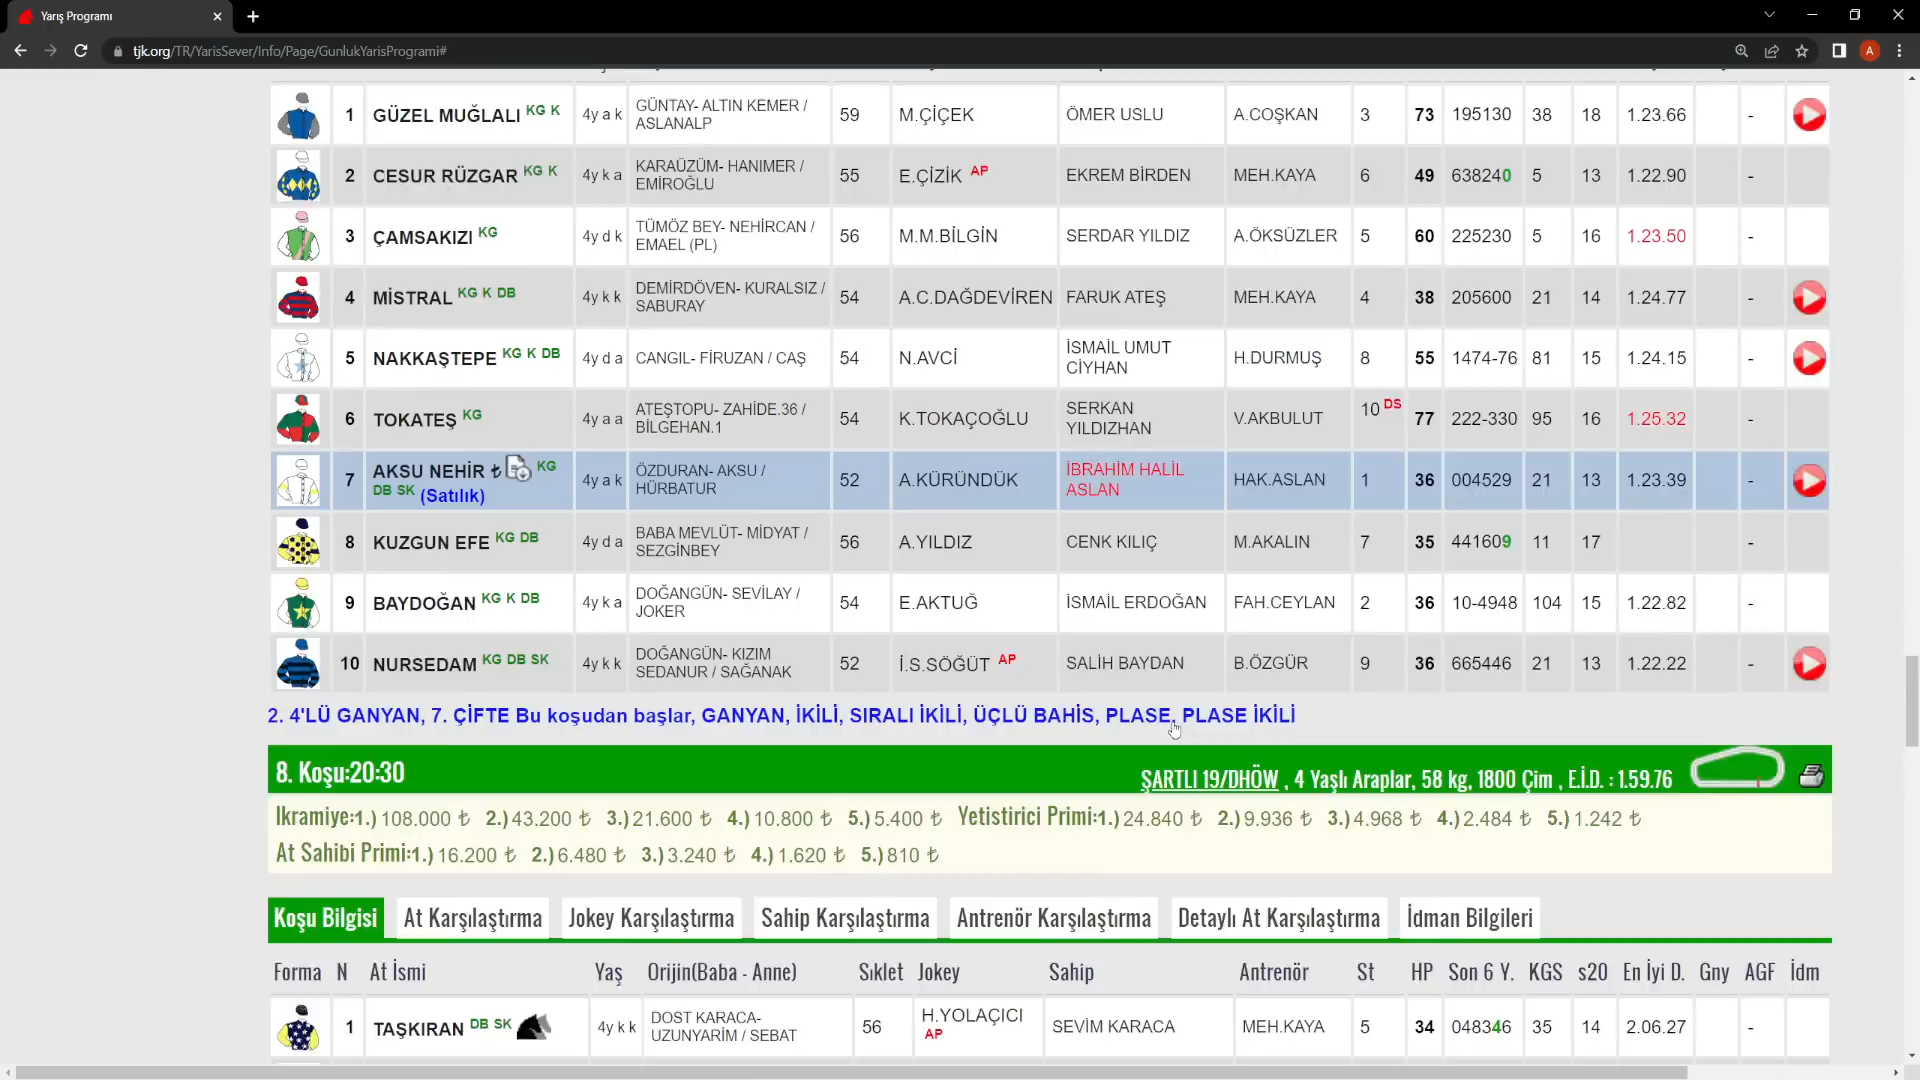 Yarış Programı
tjk.org/TR/YarisSever/Info/Page/GunlukYarisProgrami#
A
1 GÜZEL MUĞLALI KG K 4y a k GÜNTAY- ALTIN KEMER / ASLANALP 59 M.ÇİÇEK ÖMER USLU A.COŞKAN 3 73 195130 38 18 1.23.66 -
2 CESUR RÜZGAR KG K 4y k a KARAÜZÜM- HANIMER / EMİROĞLU 55 E.ÇİZİK AP EKREM BİRDEN MEH.KAYA 6 49 638240 5 13 1.22.90 -
3 ÇAMSAKIZI KG 4y d k TÜMÖZ BEY- NEHİRCAN / EMAEL (PL) 56 M.M.BİLGİN SERDAR YILDIZ A.ÖKSÜZLER 5 60 225230 5 16 1.23.50 -
4 MİSTRAL KG K DB 4y k k DEMİRDÖVEN- KURALSIZ / SABURAY 54 A.C.DAĞDEVİREN FARUK ATEŞ MEH.KAYA 4 38 205600 21 14 1.24.77 -
5 NAKKAŞTEPE KG K DB 4y d a CANGIL- FİRUZAN / CAŞ 54 N.AVCİ İSMAİL UMUT CİYHAN H.DURMUŞ 8 55 1474-76 81 15 1.24.15 -
6 TOKATEŞ KG 4y a a ATEŞTOPU- ZAHİDE.36 / BİLGEHAN.1 54 K.TOKAÇOĞLU SERKAN YILDIZHAN V.AKBULUT 10 DS 77 222-330 95 16 1.25.32 -
7 AKSU NEHİR ₺ KG DB SK (Satılık) 4y a k ÖZDURAN- AKSU / HÜRBATUR 52 A.KÜRÜNDÜK İBRAHİM HALİL ASLAN HAK.ASLAN 1 36 004529 21 13 1.23.39 -
8 KUZGUN EFE KG DB 4y d a BABA MEVLÜT- MİDYAT / SEZGİNBEY 56 A.YILDIZ CENK KILIÇ M.AKALIN 7 35 441609 11 17 -
9 BAYDOĞAN KG K DB 4y k a DOĞANGÜN- SEVİLAY / JOKER 54 E.AKTUĞ İSMAİL ERDOĞAN FAH.CEYLAN 2 36 10-4948 104 15 1.22.82 -
10 NURSEDAM KG DB SK 4y k k DOĞANGÜN- KIZIM SEDANUR / SAĞANAK 52 İ.S.SÖĞÜT AP SALİH BAYDAN B.ÖZGÜR 9 36 665446 21 13 1.22.22 -
2. 4'LÜ GANYAN, 7. ÇİFTE Bu koşudan başlar, GANYAN, İKİLİ, SIRALI İKİLİ, ÜÇLÜ BAHİS, PLASE, PLASE İKİLİ
8. Koşu:20:30 ŞARTLI 19/DHÖW , 4 Yaşlı Araplar, 58 kg, 1800 Çim , E.İ.D. : 1.59.76
Ikramiye:1.) 108.000 ₺ 2.) 43.200 ₺ 3.) 21.600 ₺ 4.) 10.800 ₺ 5.) 5.400 ₺ Yetistirici Primi:1.) 24.840 ₺ 2.) 9.936 ₺ 3.) 4.968 ₺ 4.) 2.484 ₺ 5.) 1.242 ₺
At Sahibi Primi:1.) 16.200 ₺ 2.) 6.480 ₺ 3.) 3.240 ₺ 4.) 1.620 ₺ 5.) 810 ₺
Koşu Bilgisi At Karşılaştırma Jokey Karşılaştırma Sahip Karşılaştırma Antrenör Karşılaştırma Detaylı At Karşılaştırma İdman Bilgileri
Forma N At İsmi Yaş Orijin(Baba - Anne) Sıklet Jokey Sahip Antrenör St HP Son 6 Y. KGS s20 En İyi D. Gny AGF İdm
1 TAŞKIRAN DB SK 4y k k DOST KARACA- UZUNYARİM / SEBAT 56 H.YOLAÇICI AP SEVİM KARACA MEH.KAYA 5 34 048346 35 14 2.06.27 -